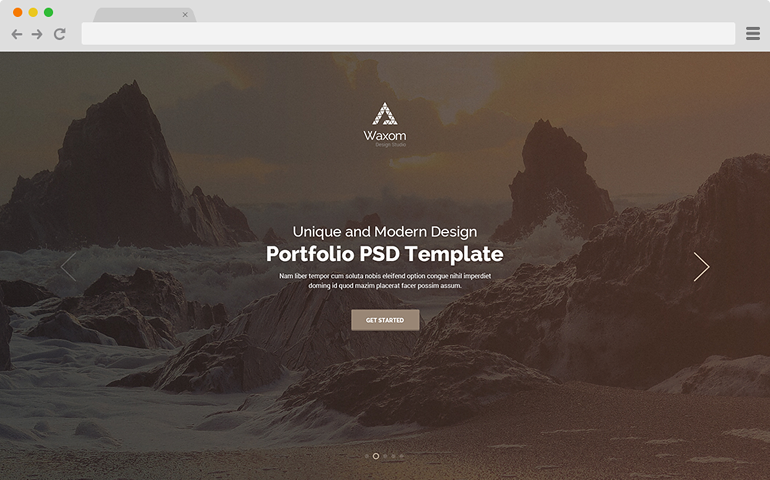 Waxom
Design Studio
Unique and Modern Design
Portfolio PSD Template
Nam liber tempor cum soluta nobis eleifend option congue nihil imperdiet
doming id quod mazim placerat facer possim assum.
GET STARTED